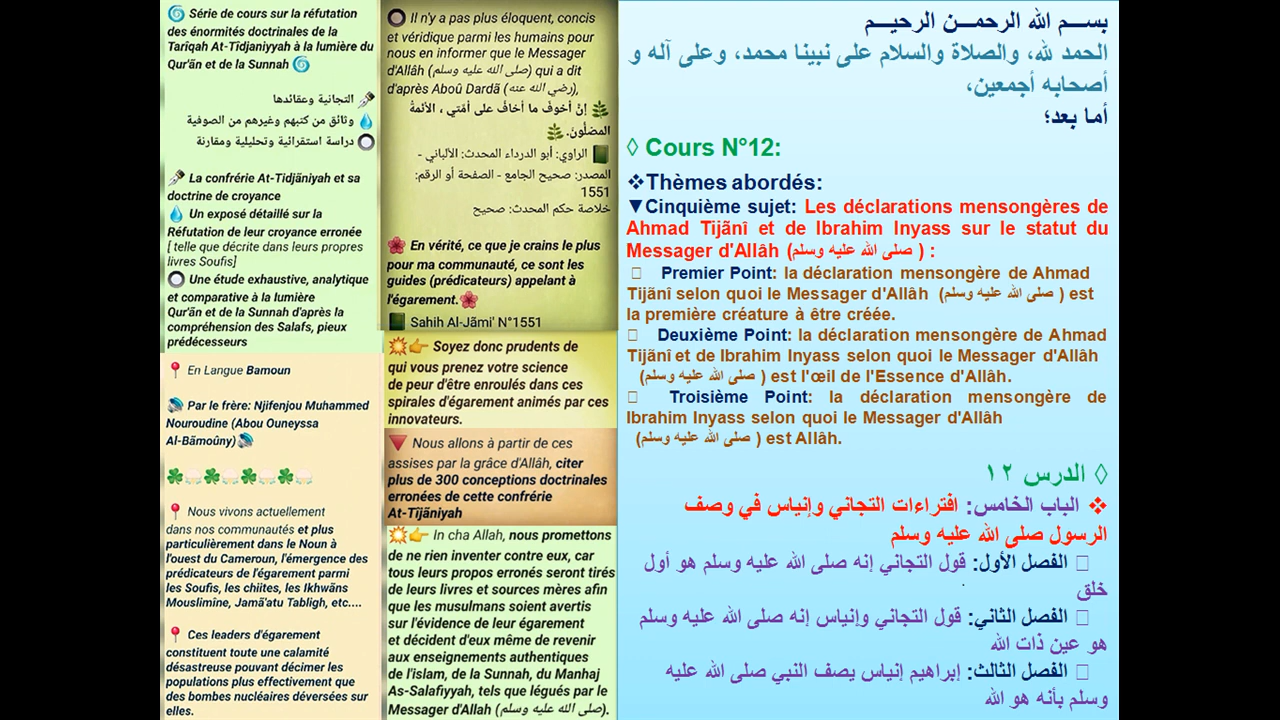 Série de cours sur la réfutation
des énormités doctrinales de la
Tarîqah At-Tîdjaniyyah à la lumière du
Qur'ãn et de la Sunnah
التجانية وعقائدها
وثائق من كتبهم وغيرهم من الصوفية
دراسة استقرائية وتحليلية ومقارنة
La confrérie At-Tidjãniyah et sa
doctrine de croyance
Un exposé détaillé sur la
Réfutation de leur croyance erronée
[ telle que décrite dans leurs propres
livres Soufis]
Une étude exhaustive, analytique
et comparative à la lumière
Qur'ãn et de la Sunnah d'après la
compréhension des Salafs, pieux
prédécesseurs
En Langue Bamoun
Par le frère: Njifenjou Muhammed
Nouroudine (Abou Ouneyssa
Al-Bãmoûny)
Nous vivons actuellement
dans nos communautés et plus
particulièrement dans le Noun à
l'ouest du Cameroun, l'émergence des
prédicateurs de l'égarement parmi
les Soufis, les chiites, les Ikhwãns
Mouslimîne, Jamã'atu Tabligh, etc....
Ces leaders d'égarement
constituent toute une calamité
désastreuse pouvant décimer les
populations plus effectivement que
des bombes nucléaires déversées sur
elles.
Il n'y a pas plus éloquent, concis
et véridique parmi les humains pour
nous en informer que le Messager
d'Allâh (صلى الله عليه وسلم) qui a dit
d'après Aboû Dardã (رضي الله عنه),
إنَّ أخوفَ ما أخافُ على أمَّتي ، الأئمةُ
المضلُّونَ.
الراوي: أبو الدرداء المحدث: الألباني -
المصدر: صحيح الجامع - الصفحة أو الرقم:
1551
خلاصة حكم المحدث: صحيح
En vérité, ce que je crains le plus
pour ma communauté, ce sont les
guides (prédicateurs) appelant à
l'égarement.
Sahih Al-Jãmi' N°1551
Soyez donc prudents de
qui vous prenez votre science
de peur d'être enroulés dans ces
spirales d'égarement animés par ces
innovateurs.
Nous allons à partir de ces
assises par la grâce d'Allâh, citer
plus de 300 conceptions doctrinales
erronées de cette confrérie
At-Tîjãniyah
In cha Allah, nous promettons
de ne rien inventer contre eux, car
tous leurs propos erronés seront tirés
de leurs livres et sources mères afin
que les musulmans soient avertis
sur l'évidence de leur égarement
et décident d'eux même de revenir
aux enseignements authentiques
de l'islam, de la Sunnah, du Manhaj
As-Salafiyyah, tels que légués par le
Messager d'Allah (صلى الله عليه وسلم).
بســم الله الرحمــن الرحيــم
الحمد لله، والصلاة والسلام على نبينا محمد، وعلى آله و
أصحابه أجمعين،
أما بعد؛
◊ Cours N°12:
❖Thèmes abordés:
▼Cinquième sujet: Les déclarations mensongères de
Ahmad Tijãnî et de Ibrahim Inyass sur le statut du
Messager d'Allâh (صلى الله عليه وسلم ) :
Premier Point: la déclaration mensongère de Ahmad
Tijãnî selon quoi le Messager d'Allâh (صلى الله عليه وسلم ) est
la première créature à être créée.
Deuxième Point: la déclaration mensongère de Ahmad
Tijãnî et de Ibrahim Inyass selon quoi le Messager d'Allâh
(صلى الله عليه وسلم ) est l'œil de l'Essence d'Allâh.
Troisième Point: la déclaration mensongère de
Ibrahim Inyass selon quoi le Messager d'Allâh
(صلى الله عليه وسلم ) est Allâh.
◊ الدرس ١٢
❖ الباب الخامس: افتراءات التجاني وإنياس في وصف
الرسول صلى الله عليه وسلم
الفصل الأول: قول التجاني إنه صلى الله عليه وسلم هو أول
خلق
الفصل الثاني: قول التجاني وإنياس إنه صلى الله عليه وسلم
هو عين ذات الله
الفصل الثالث: إبراهيم إنياس يصف النبي صلى الله عليه
وسلم بأنه هو الله